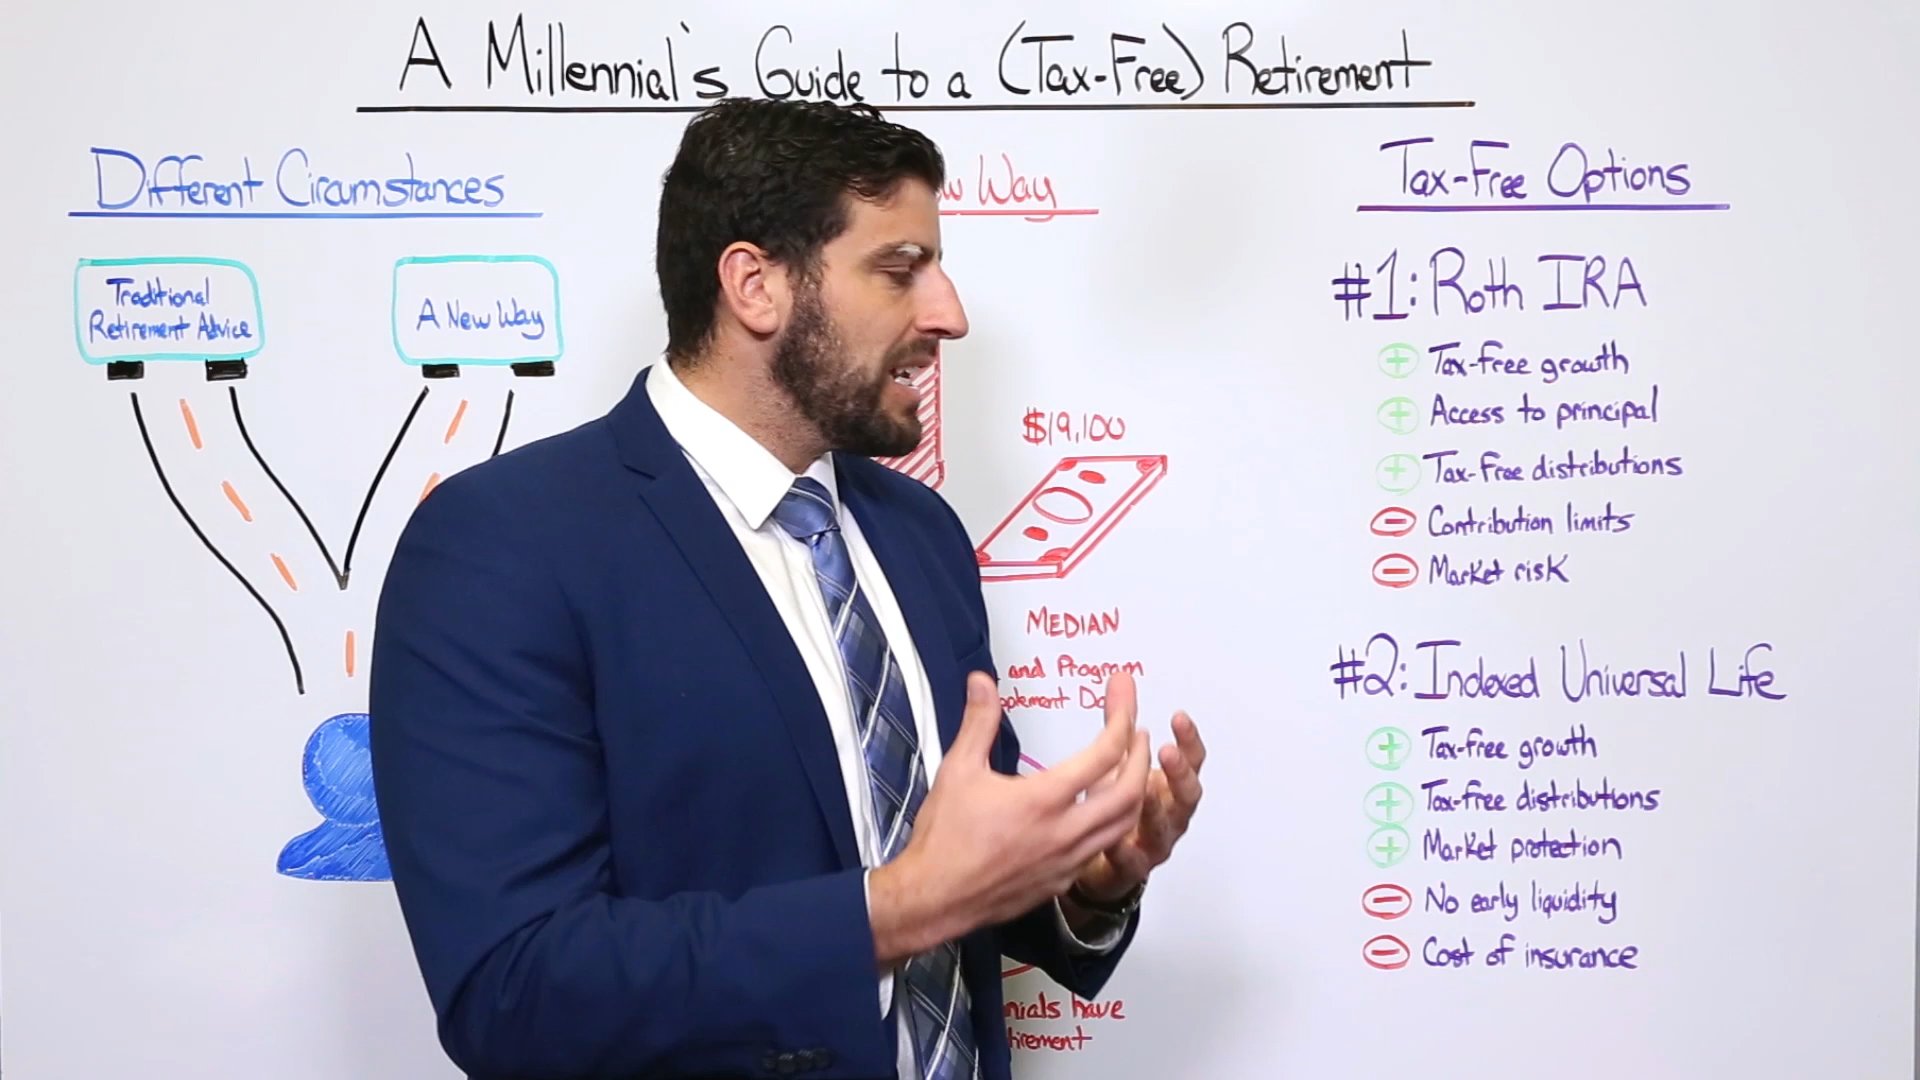 A Millennial's Guide to a (Tax-Free) Retirement
Different Circumstances
Traditional
Retirement Advice
A New Way
Way
$19,100
MEDIAN
and Program
have
Tax-Free Options
#1: Roth IRA
+ Tax-free growth
+ Access to principal
+ Tax-free distributions
- Contribution limits
- Market risk
#2: Indexed Universal Life
+ Tax-free growth
+ Tax-free distributions
+ Market protection
- No early liquidity
- Cost of insurance